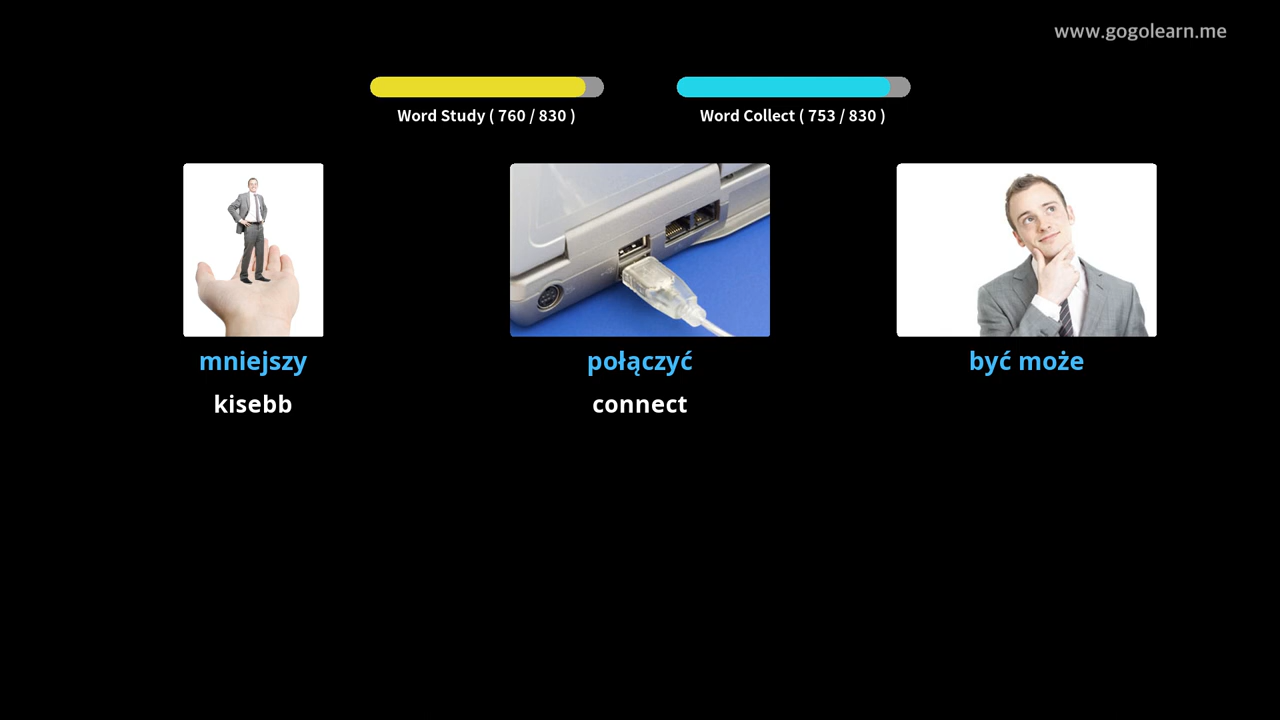 www.gogolearn.me
Word Study ( 760 / 830 )
Word Collect ( 753 / 830 )
mniejszy
kisebb
połączyć
connect
być może